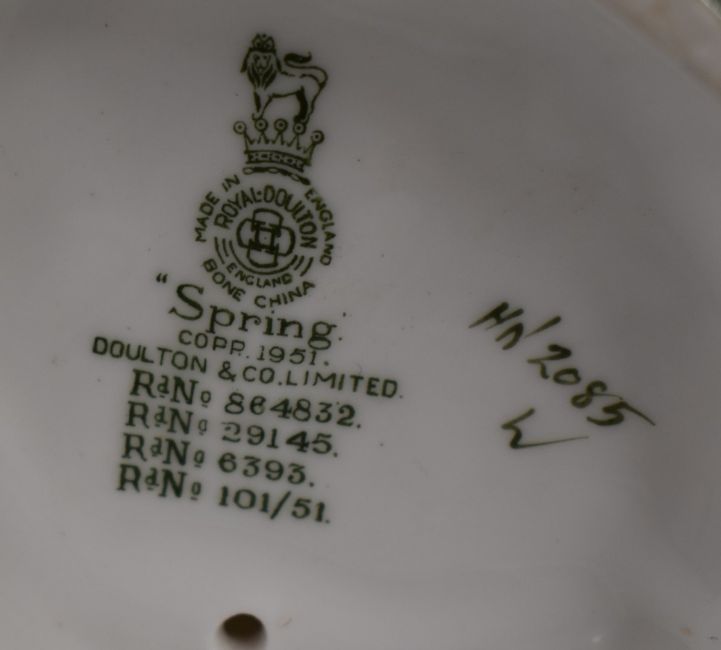 MADE IN ENGLAND
ROYAL·DOULTON
ENGLAND
BONE CHINA
"Spring.
COPR. 1951.
DOULTON & CO. LIMITED.
RdNo 864832.
RdNo 29145.
RdNo 6393.
RdNo 101/51.
HN 2085
W